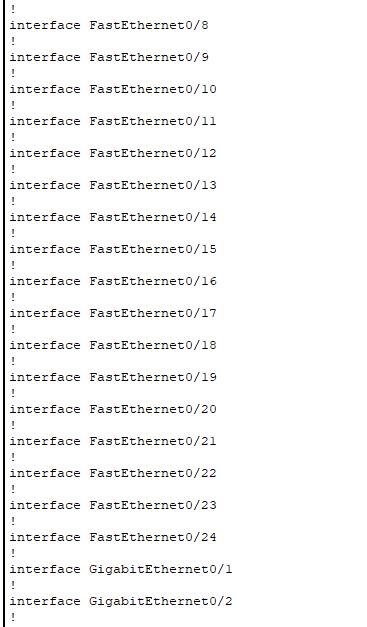 !
interface FastEthernet0/8
!
interface FastEthernet0/9
!
interface FastEthernet0/10
!
interface FastEthernet0/11
!
interface FastEthernet0/12
!
interface FastEthernet0/13
!
interface FastEthernet0/14
!
interface FastEthernet0/15
!
interface FastEthernet0/16
!
interface FastEthernet0/17
!
interface FastEthernet0/18
!
interface FastEthernet0/19
!
interface FastEthernet0/20
!
interface FastEthernet0/21
!
interface FastEthernet0/22
!
interface FastEthernet0/23
!
interface FastEthernet0/24
!
interface GigabitEthernet0/1
!
interface GigabitEthernet0/2
!